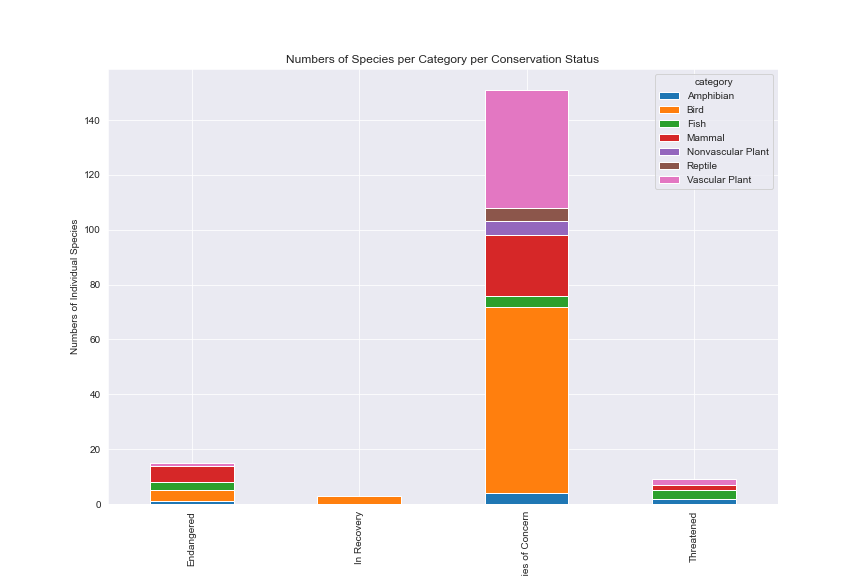 Numbers of Species per Category per Conservation Status
category
Amphibian
Bird
Fish
Mammal
Nonvascular Plant
Reptile
Vascular Plant
Numbers of Individual Species
140
120
100
80
60
40
20
0
Endangered
In Recovery
ies of Concern
Threatened